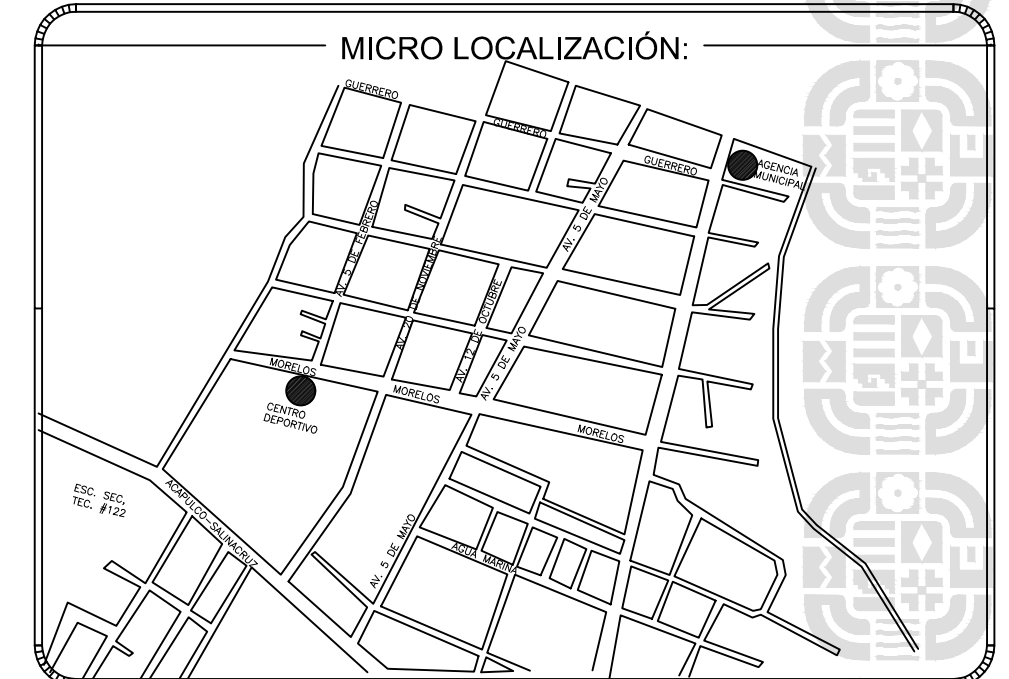 MICRO LOCALIZACIÓN:
GUERRERO
GUERRERO
GUERRERO
AGENCIA
MUNICIPAL
AV. 5 DE MAYO
AV. 5 DE FEBRERO
AV. 20 DE NOVIEMBRE
AV. 12 DE OCTUBRE
AV. 5 DE MAYO
MORELOS
MORELOS
MORELOS
CENTRO
DEPORTIVO
ESC. SEC,
TEC. #122
ACAPULCO-SALINACRUZ
AV. 5 DE MAYO
AGUA MARINA